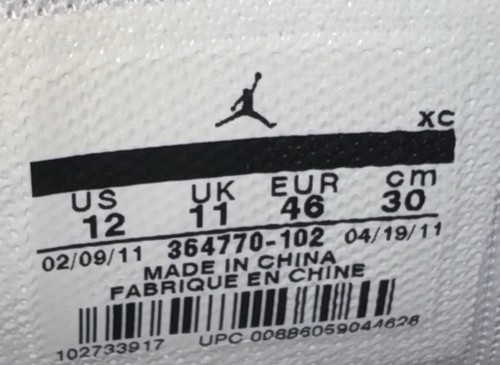 XC
US UK EUR cm
12 11 46 30
02/09/11 364770-102 04/19/11
MADE IN CHINA
FABRIQUE EN CHINE
102733917 UPC 00886059044628